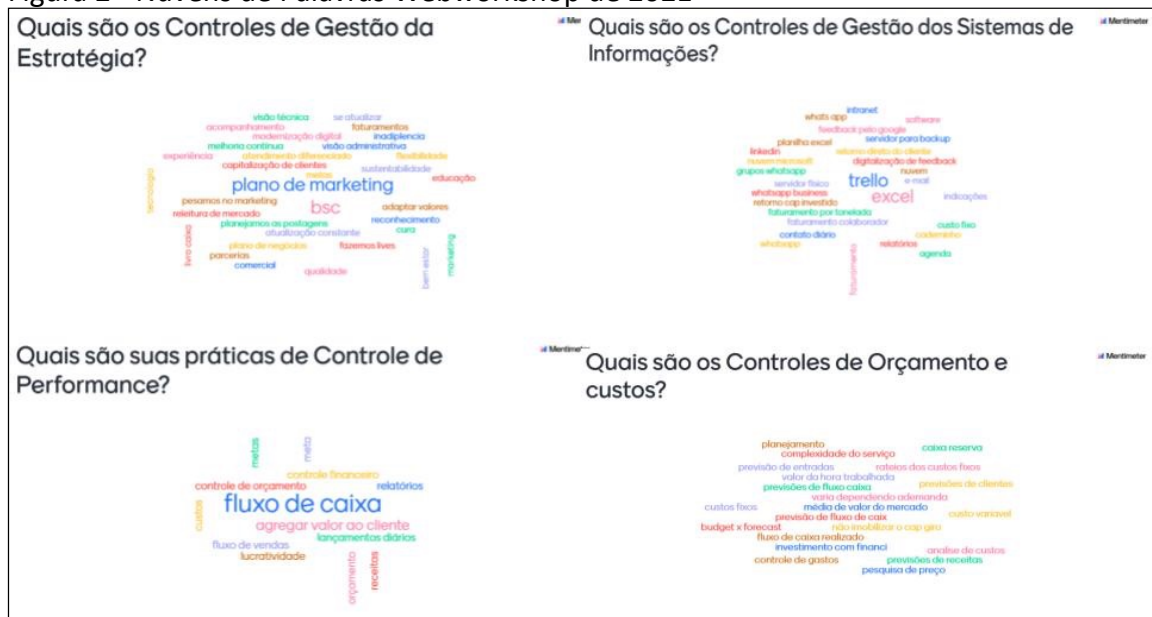 Quais são os Controles de Gestão da
Estratégia?
Mentimeter
visão técnica se atualizar
acompanhamento faturamentos
modernização digital inadiplencia
melhoria continua visão administrativa
experiência atendimento diferenciado flexibilidade
capitalização de clientes sustentabilidade
metas educação
tecnologia
plano de marketing
pesamos no marketing bsc adaptar valores
releitura de mercado reconhecimento
planejamos as postagens cura
atualização constante
livro caixa
plano de negócios fazemos lives
parcerias
comercial qualidade
bem estar
marketing
Quais são os Controles de Gestão dos Sistemas de
Informações?
Mentimeter
intranet
whats app software
feedback pelo google
planilha excel servidor para backup
linkedin retorno direto do cliente
nuvem microsoft digitalização de feedback
grupos whatsapp nuvem
servidor físico trello e-mail
whatsapp business excel indicações
retorno cap investido
faturamento por tonelada
faturamento colaborador custo fixo
contato diário caderninho
whatsapp relatórios
agenda
faturamento
Quais são suas práticas de Controle de
Performance?
metas
meta
controle financeiro
controle de orçamento relatórios
custos
fluxo de caixa
agregar valor ao cliente
lançamentos diários
fluxo de vendas
lucratividade
orçamento
receitas
Quais são os Controles de Orçamento e
custos?
Mentimeter
planejamento caixa reserva
complexidade do serviço
previsão de entradas rateios dos custos fixos
valor da hora trabalhada
previsões de fluxo caixa previsões de clientes
varia dependendo ademanda
custos fixos média de valor do mercado
previsão de fluxo de caix custo variavel
budget x forecast não imobilizar o cap giro
fluxo de caixa realizado
investimento com financi analise de custos
controle de gastos previsões de receitas
pesquisa de preço